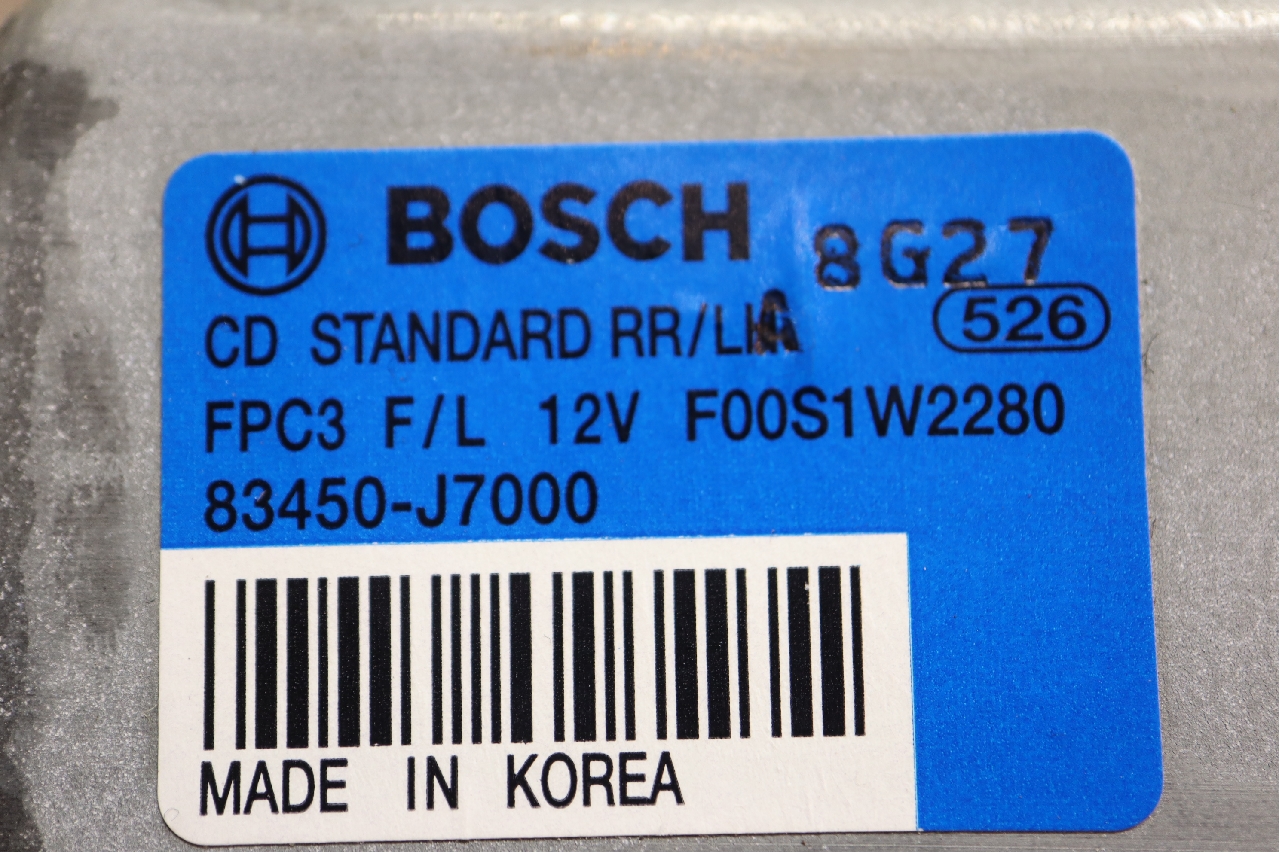 BOSCH 8G27
CD STANDARD RR/LH A 526
FPC3 F/L 12V F00S1W2280
83450-J7000
MADE IN KOREA